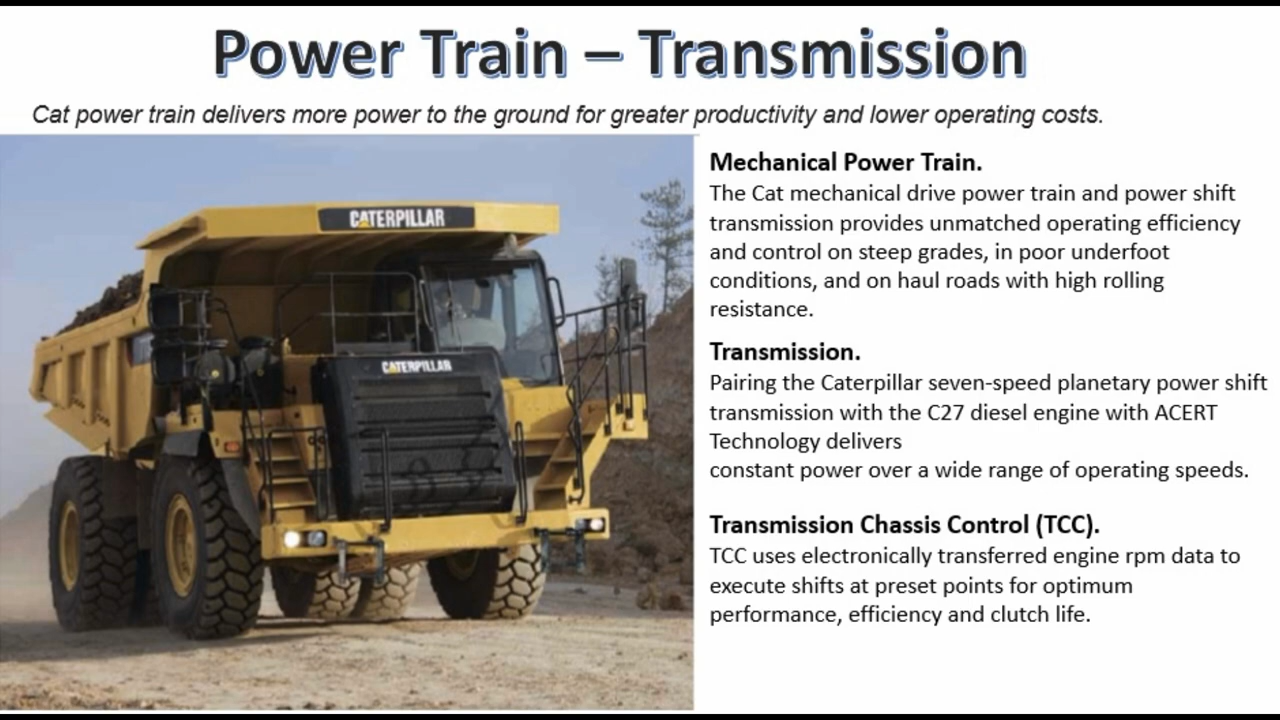 Power Train – Transmission
Cat power train delivers more power to the ground for greater productivity and lower operating costs.
CATERPILLAR
CATERPILLAR
Mechanical Power Train.
The Cat mechanical drive power train and power shift
transmission provides unmatched operating efficiency
and control on steep grades, in poor underfoot
conditions, and on haul roads with high rolling
resistance.
Transmission.
Pairing the Caterpillar seven-speed planetary power shift
transmission with the C27 diesel engine with ACERT
Technology delivers
constant power over a wide range of operating speeds.
Transmission Chassis Control (TCC).
TCC uses electronically transferred engine rpm data to
execute shifts at preset points for optimum
performance, efficiency and clutch life.